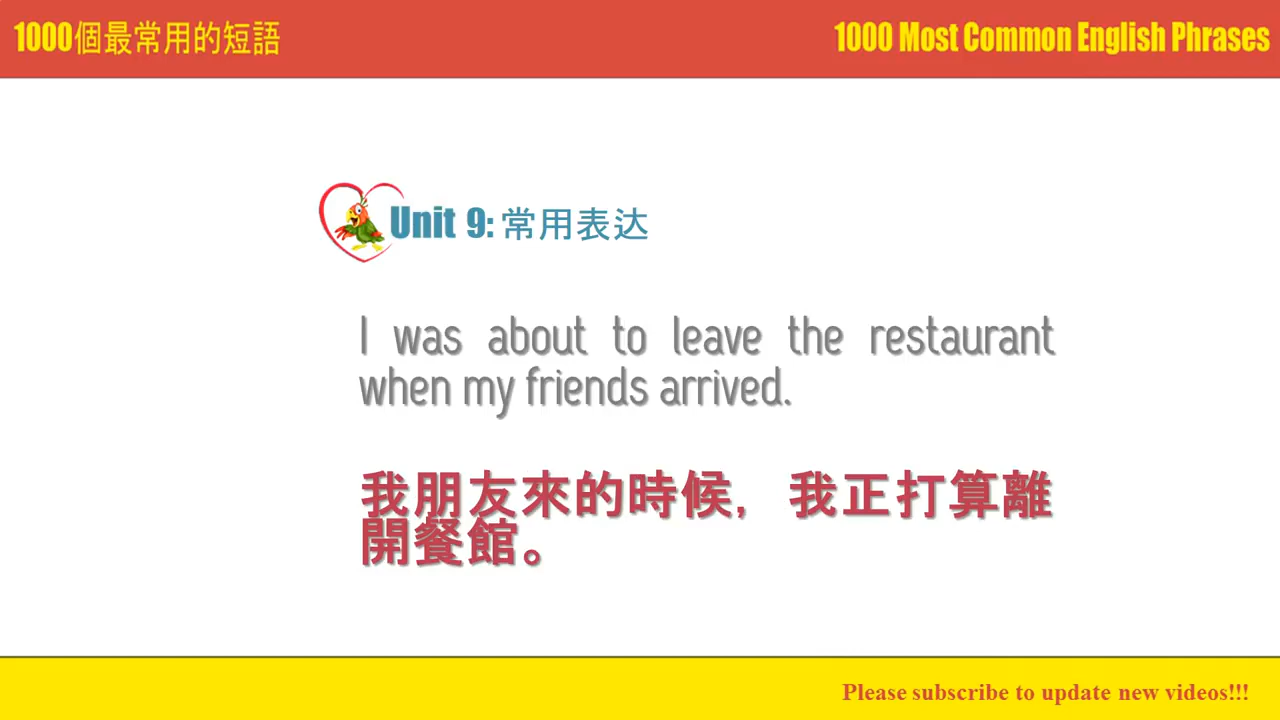 1000個最常用的短語
1000 Most Common English Phrases
Unit 9: 常用表达
I was about to leave the restaurant
when my friends arrived.
我朋友來的時候，我正打算離
開餐館。
Please subscribe to update new videos!!!